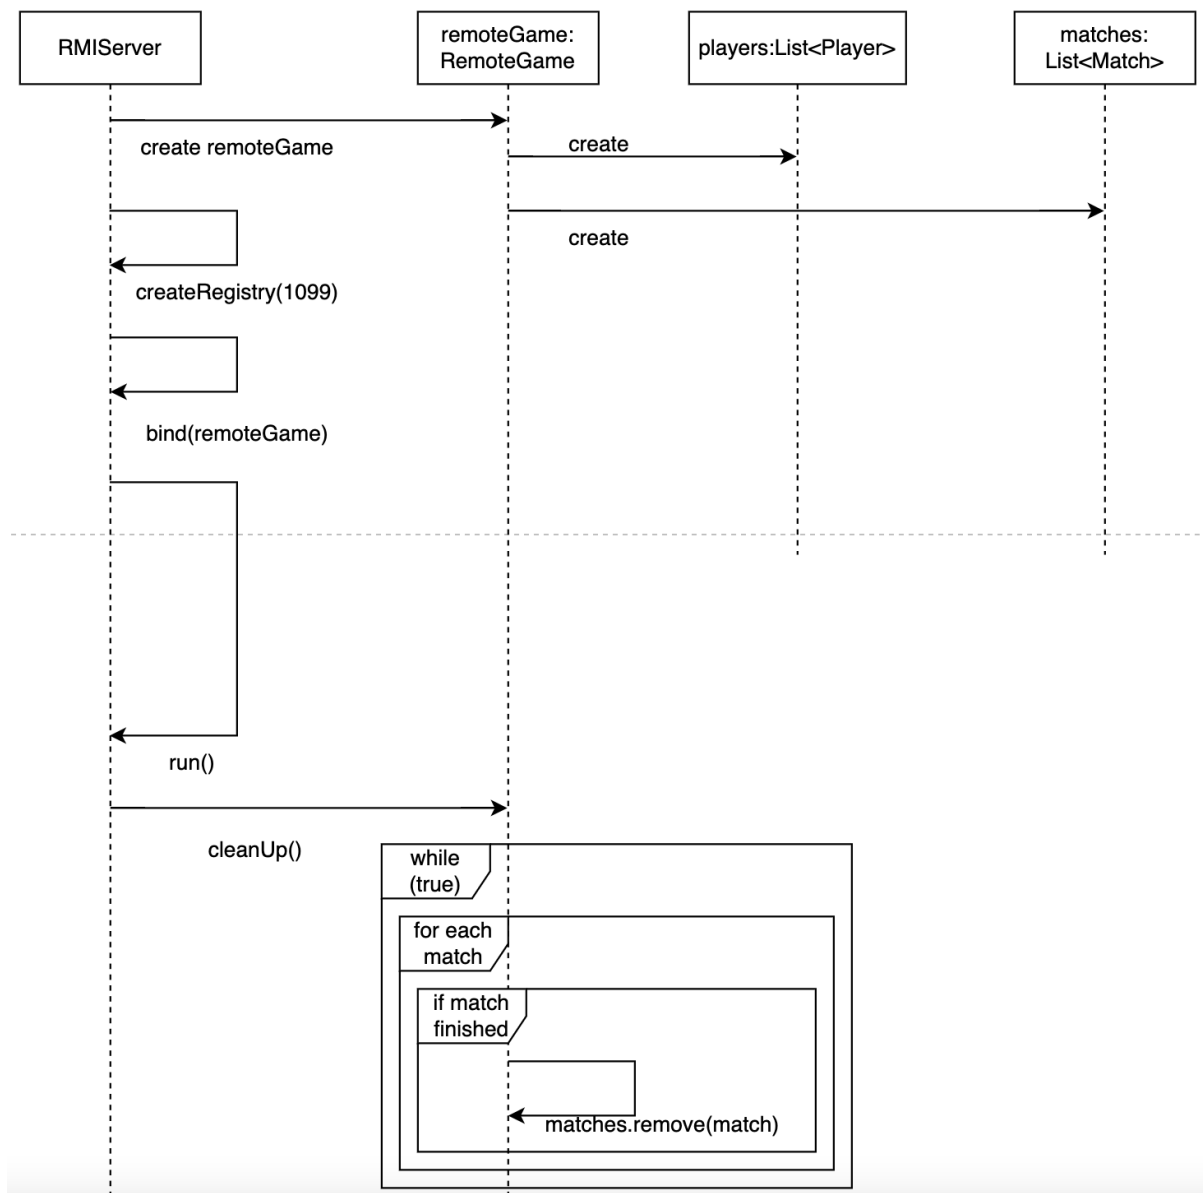 RMIServer
remoteGame:
RemoteGame
players:List<Player>
matches:
List<Match>
create remoteGame
create
create
createRegistry(1099)
bind(remoteGame)
run()
cleanUp()
while
(true)
for each
match
if match
finished
matches.remove(match)